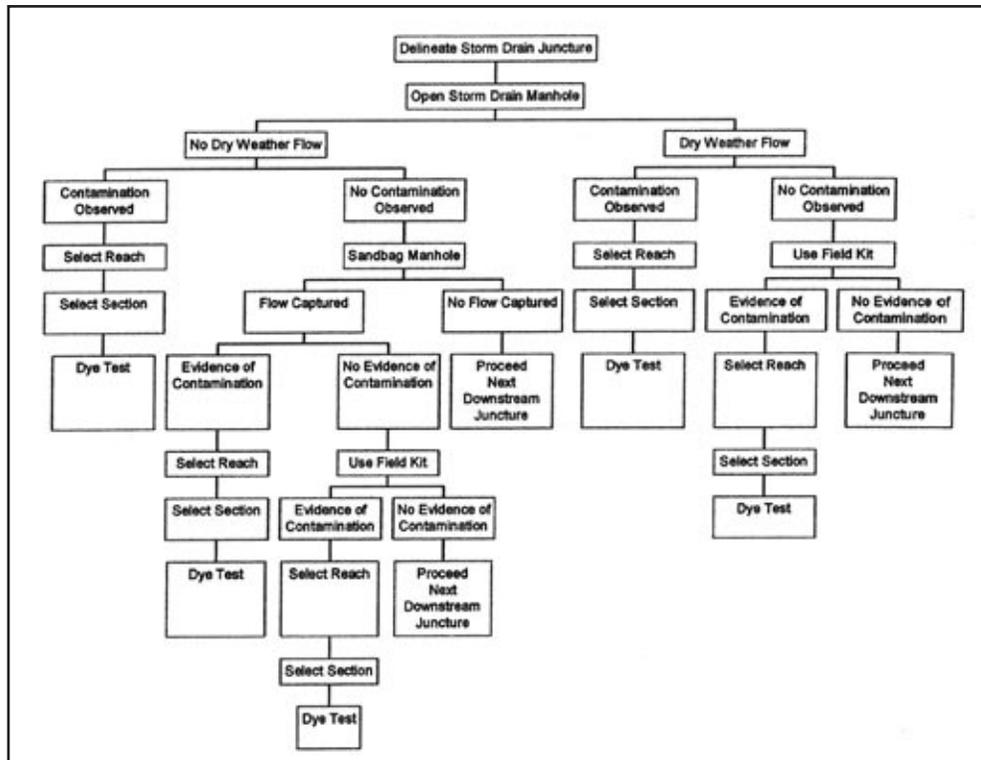 Delineate Storm Drain Juncture
Open Storm Drain Manhole
No Dry Weather Flow
Dry Weather Flow
Contamination
Observed
No Contamination
Observed
Contamination
Observed
No Contamination
Observed
Select Reach
Sandbag Manhole
Select Reach
Use Field Kit
Select Section
Flow Captured
No Flow Captured
Select Section
Evidence of
Contamination
No Evidence of
Contamination
Dye Test
Evidence of
Contamination
No Evidence of
Contamination
Proceed
Next
Downstream
Juncture
Dye Test
Select Reach
Proceed
Next
Downstream
Juncture
Select Reach
Use Field Kit
Select Section
Select Section
Evidence of
Contamination
No Evidence of
Contamination
Dye Test
Dye Test
Select Reach
Proceed
Next
Downstream
Juncture
Select Section
Dye Test